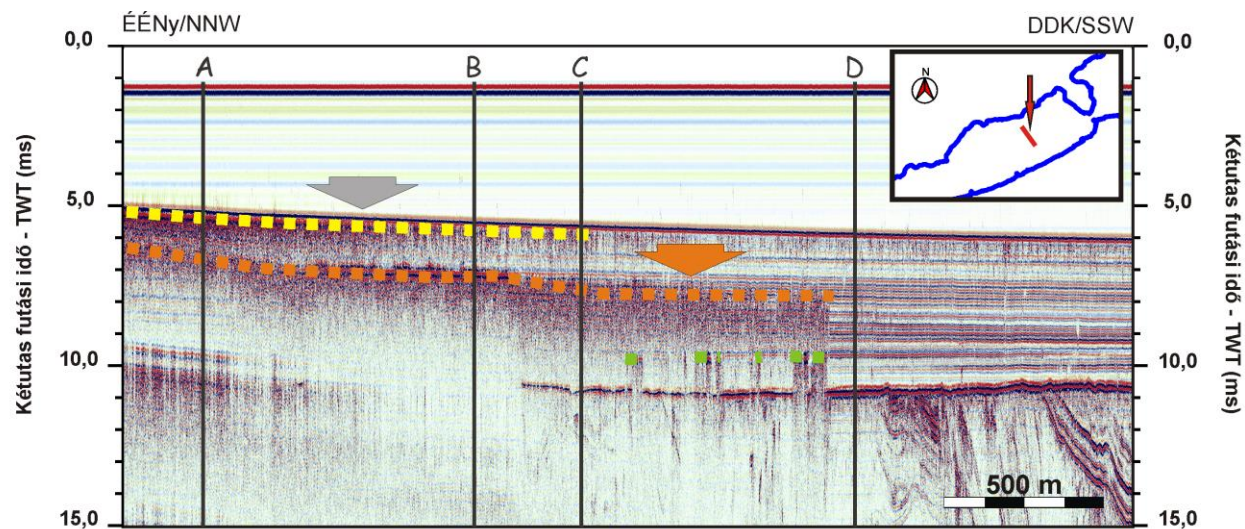 ÉÉNy/NNW DDK/SSW
0,0 0,0
A B C D
N
5,0 5,0
10,0 10,0
500 m
15,0 15,0
Kétutas futási idő - TWT (ms)
Kétutas futási idő - TWT (ms)